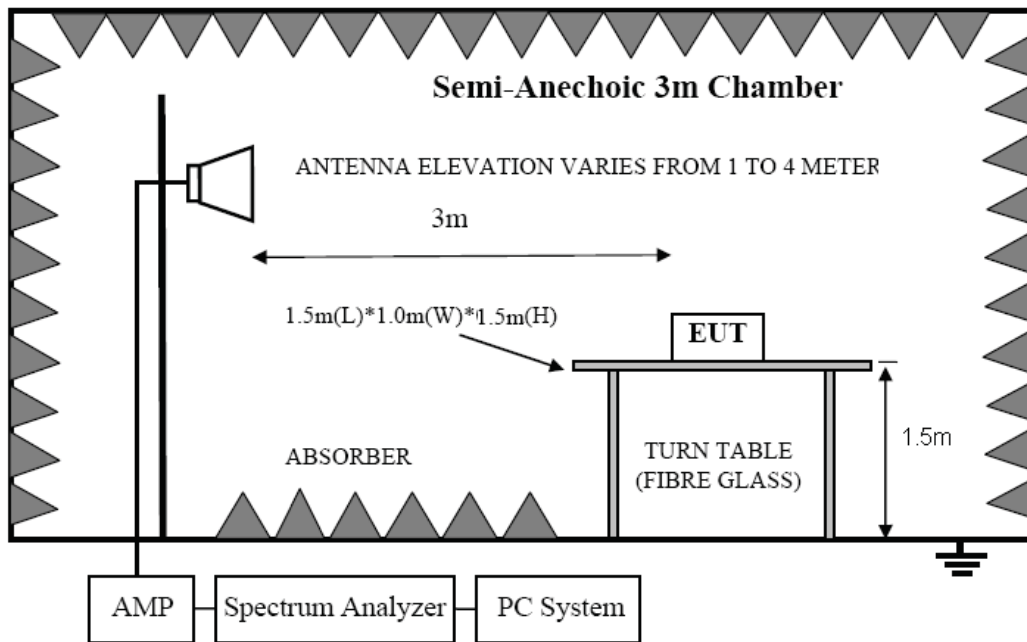 Semi-Anechoic 3m Chamber
ANTENNA ELEVATION VARIES FROM 1 TO 4 METER
3m
1.5m(L)*1.0m(W)*1.5m(H)
EUT
1.5m
ABSORBER
TURN TABLE
(FIBRE GLASS)
AMP
Spectrum Analyzer
PC System